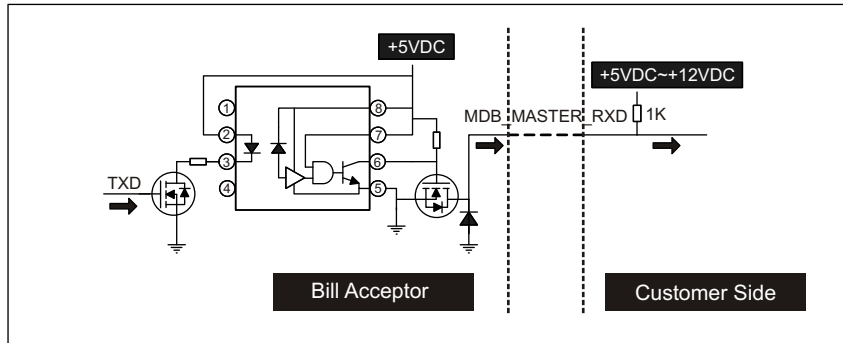 +5VDC
+5VDC~+12VDC
MDB_MASTER_RXD
1K
1
8
2
7
3
6
4
5
TXD
Bill Acceptor
Customer Side